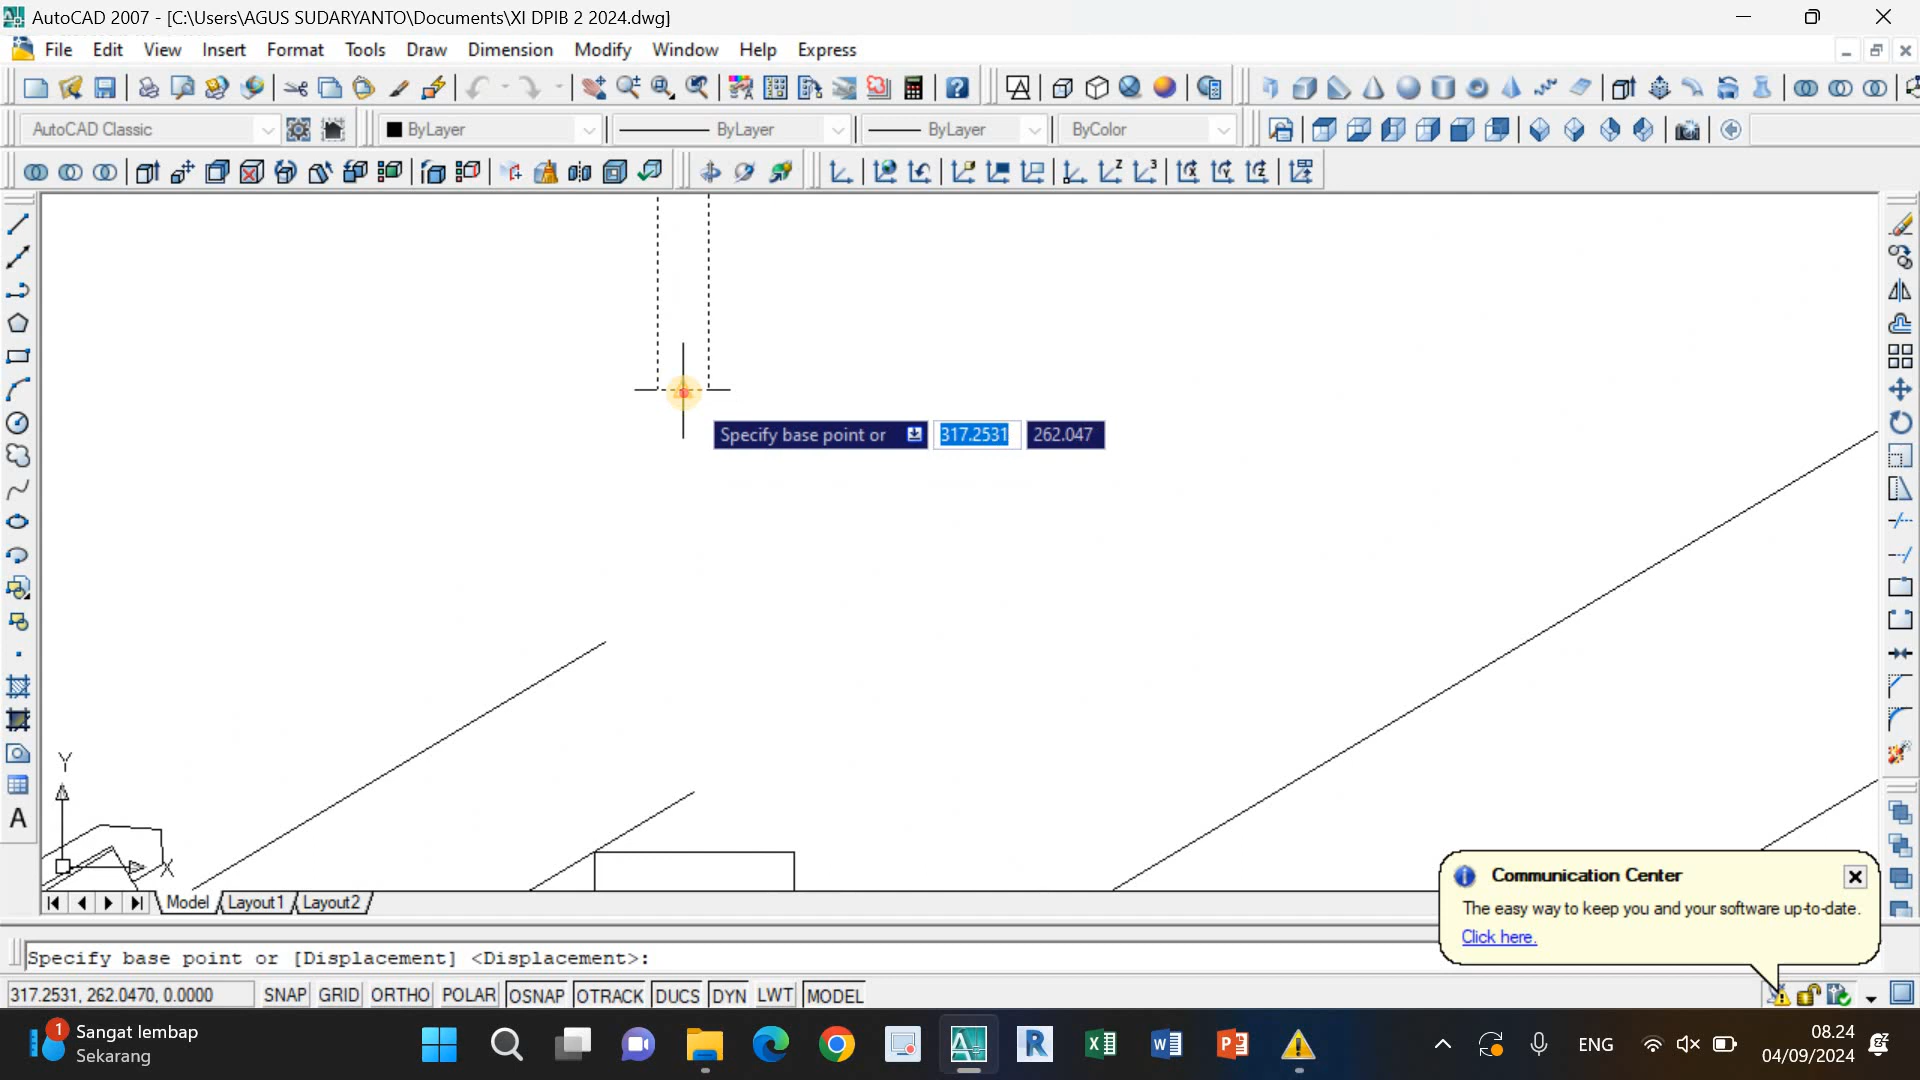 AutoCAD 2007 - [C:\Users\AGUS SUDARYANTO\Documents\XI DPIB 2 2024.dwg]
File Edit View Insert Format Tools Draw Dimension Modify Window Help Express
AutoCAD Classic ByLayer ByLayer ByLayer ByColor
Specify base point or 317.2531 262.047
Y
X
Model Layout1 Layout2
Communication Center
The easy way to keep you and your software up-to-date.
Click here.
Specify base point or [Displacement] <Displacement>:
317.2531, 262.0470, 0.0000 SNAP GRID ORTHO POLAR OSNAP OTRACK DUCS DYN LWT MODEL
1 Sangat lembap
Sekarang
ENG
08.24
04/09/2024